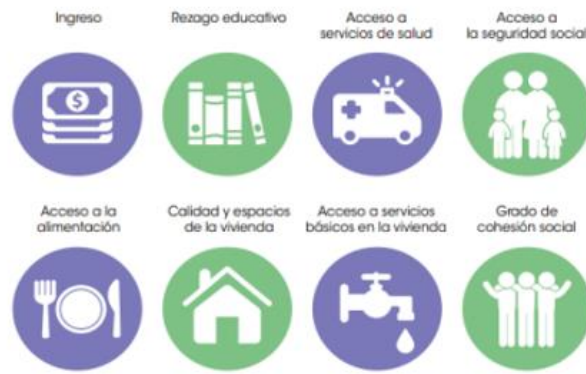 Ingreso
Rezago educativo
Acceso a
servicios de salud
Acceso a
la seguridad social
$
Acceso a la
alimentación
Calidad y espacios
de la vivienda
Acceso a servicios
básicos en la vivienda
Grado de
cohesión social